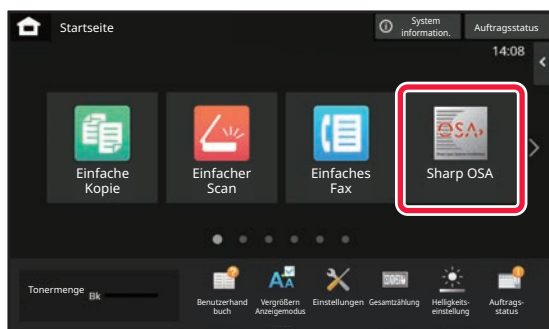 Startseite
System
information.
Auftragsstatus
14:08
Einfache
Kopie
Einfacher
Scan
Einfaches
Fax
OSA
Sharp OSA
Tonermenge
Bk
Benutzerhand
buch
Vergrößern
Anzeigemodus
Einstellungen
Gesamtzählung
Helligkeits-
einstellung
Auftrags-
status